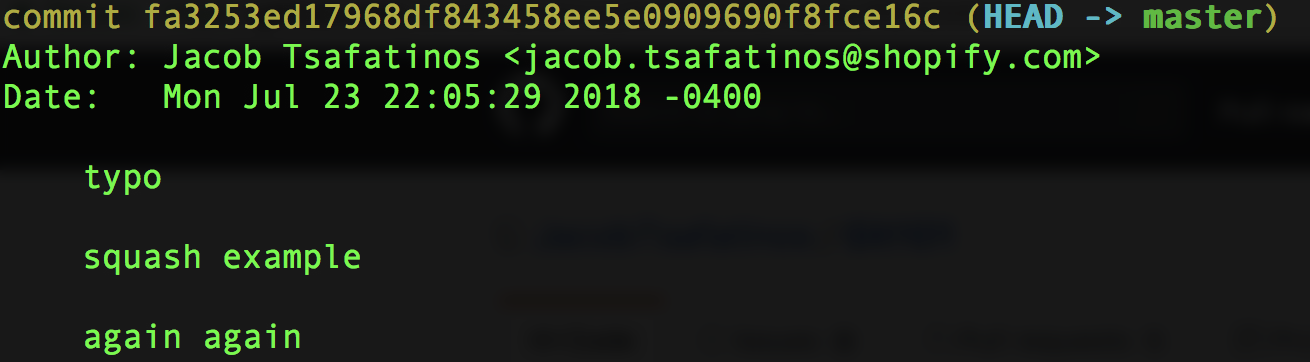 commit fa3253ed17968df843458ee5e0909690f8fce16c (HEAD -> master)
Author: Jacob Tsafatinos <jacob.tsafatinos@shopify.com>
Date:   Mon Jul 23 22:05:29 2018 -0400
typo
squash example
again again